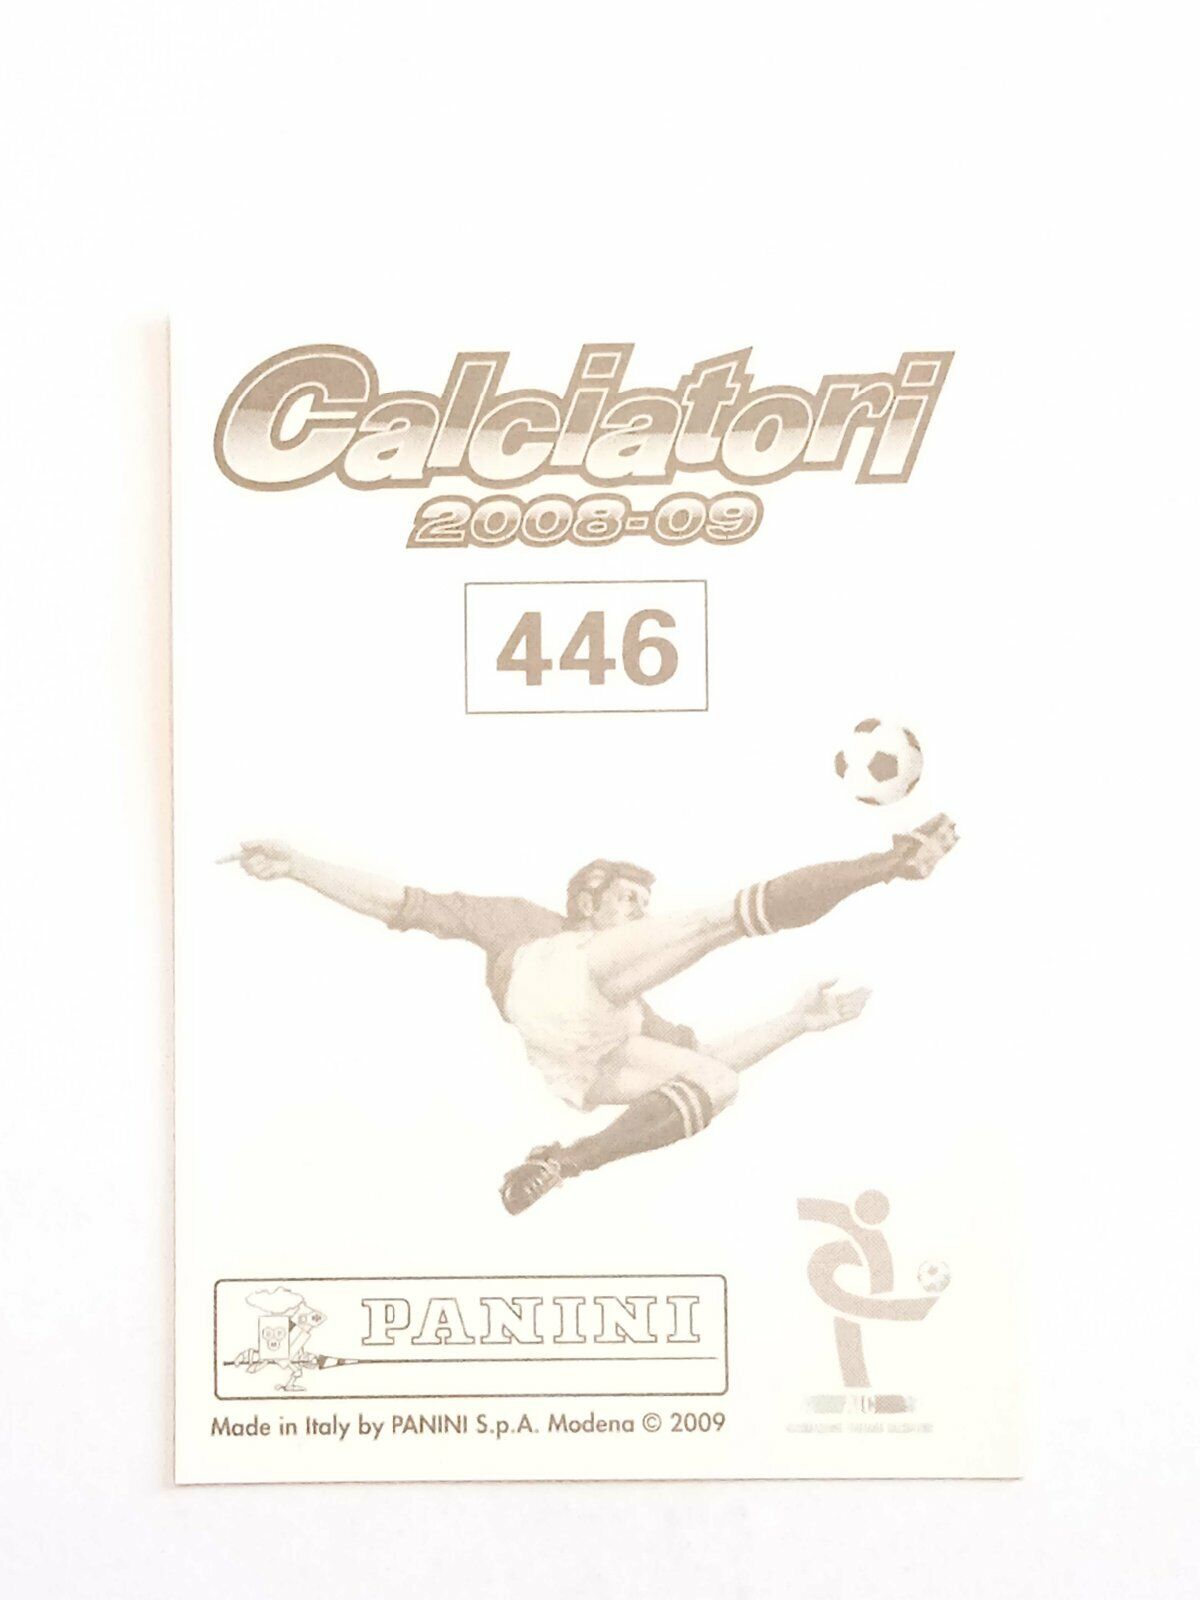 Calciatori
2008-09
446
PANINI
Made in Italy by PANINI S.p.A. Modena © 2009